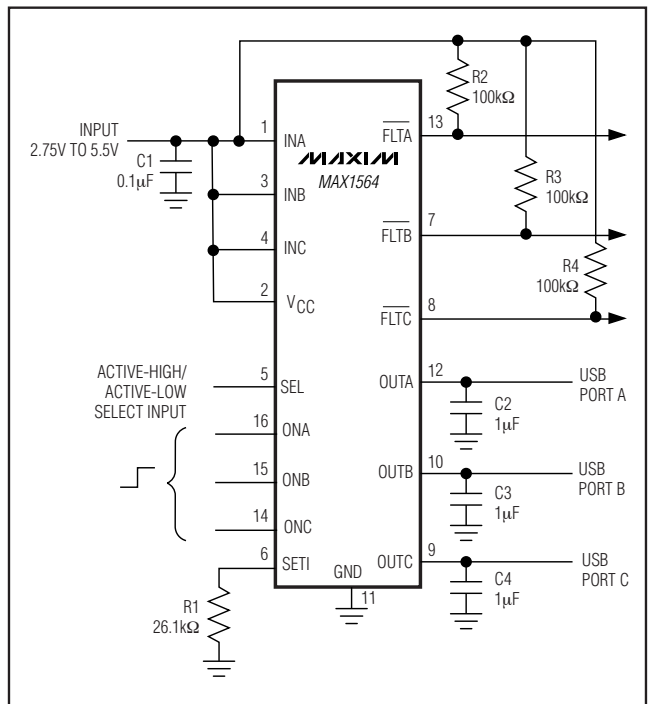 R2
100kΩ
INPUT
2.75V TO 5.5V
C1
0.1µF
1
INA
MAXIM
MAX1564
FLTA
13
R3
100kΩ
3
INB
4
INC
FLTB
7
R4
100kΩ
2
VCC
FLTC
8
ACTIVE-HIGH/
ACTIVE-LOW
SELECT INPUT
5
SEL
OUTA
12
USB
PORT A
C2
1µF
16
ONA
15
ONB
OUTB
10
USB
PORT B
C3
1µF
14
ONC
6
SETI
OUTC
9
USB
PORT C
C4
1µF
GND
11
R1
26.1kΩ